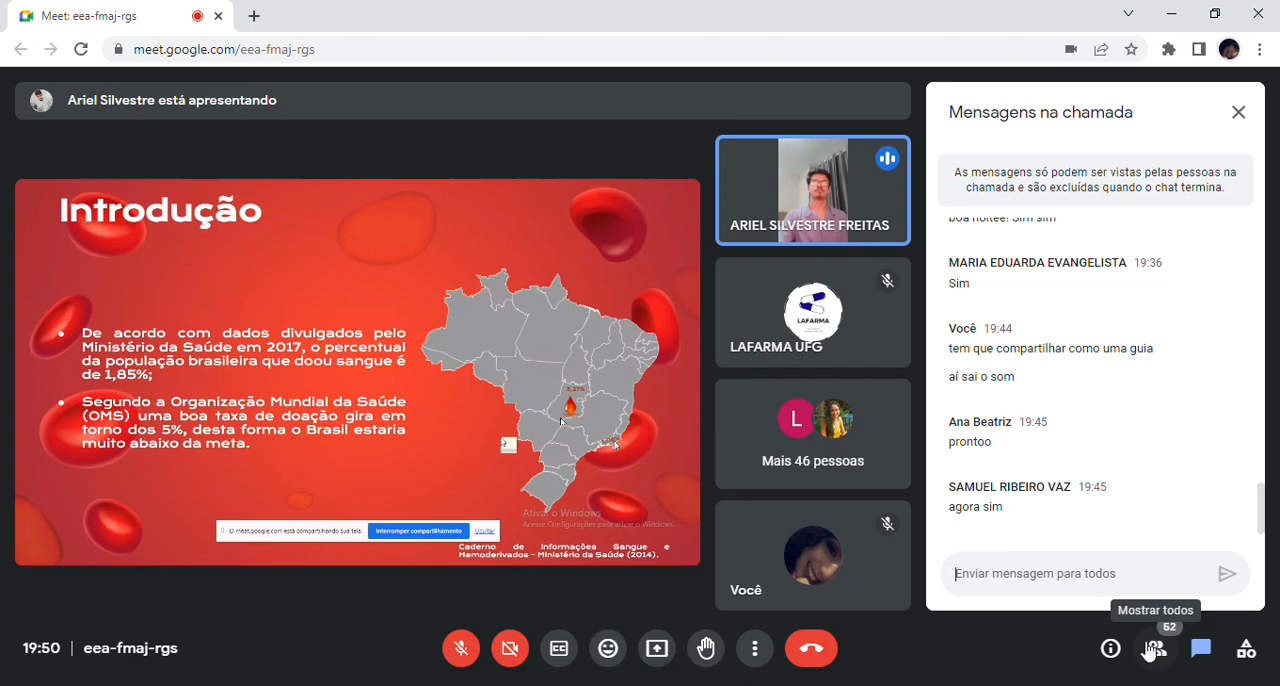 Meet: eea-fmaj-rgs
meet.google.com/eea-fmaj-rgs
Ariel Silvestre está apresentando
Introdução
De acordo com dados divulgados pelo
Ministério da Saúde em 2017, o percentual
da população brasileira que doou sangue é
de 1,85%;
Segundo a Organização Mundial da Saúde
(OMS) uma boa taxa de doação gira em
torno dos 5%, desta forma o Brasil estaria
muito abaixo da meta.
3,27%
Ativar o Windows
Acesse Configurações para ativar o Windows.
O meet.google.com está compartilhando sua tela.
Interromper compartilhamento
Ocultar
Caderno de Informações Sangue e
Hemoderivados - Ministério da Saúde (2014).
ARIEL SILVESTRE FREITAS
LAFARMA
LAFARMA UFG
L
Mais 46 pessoas
Você
Mensagens na chamada
As mensagens só podem ser vistas pelas pessoas na
chamada e são excluídas quando o chat termina.
boa noitee! Sim sim
MARIA EDUARDA EVANGELISTA 19:36
Sim
Você 19:44
tem que compartilhar como uma guia
aí sai o som
Ana Beatriz 19:45
prontoo
SAMUEL RIBEIRO VAZ 19:45
agora sim
Enviar mensagem para todos
Mostrar todos
52
19:50 | eea-fmaj-rgs